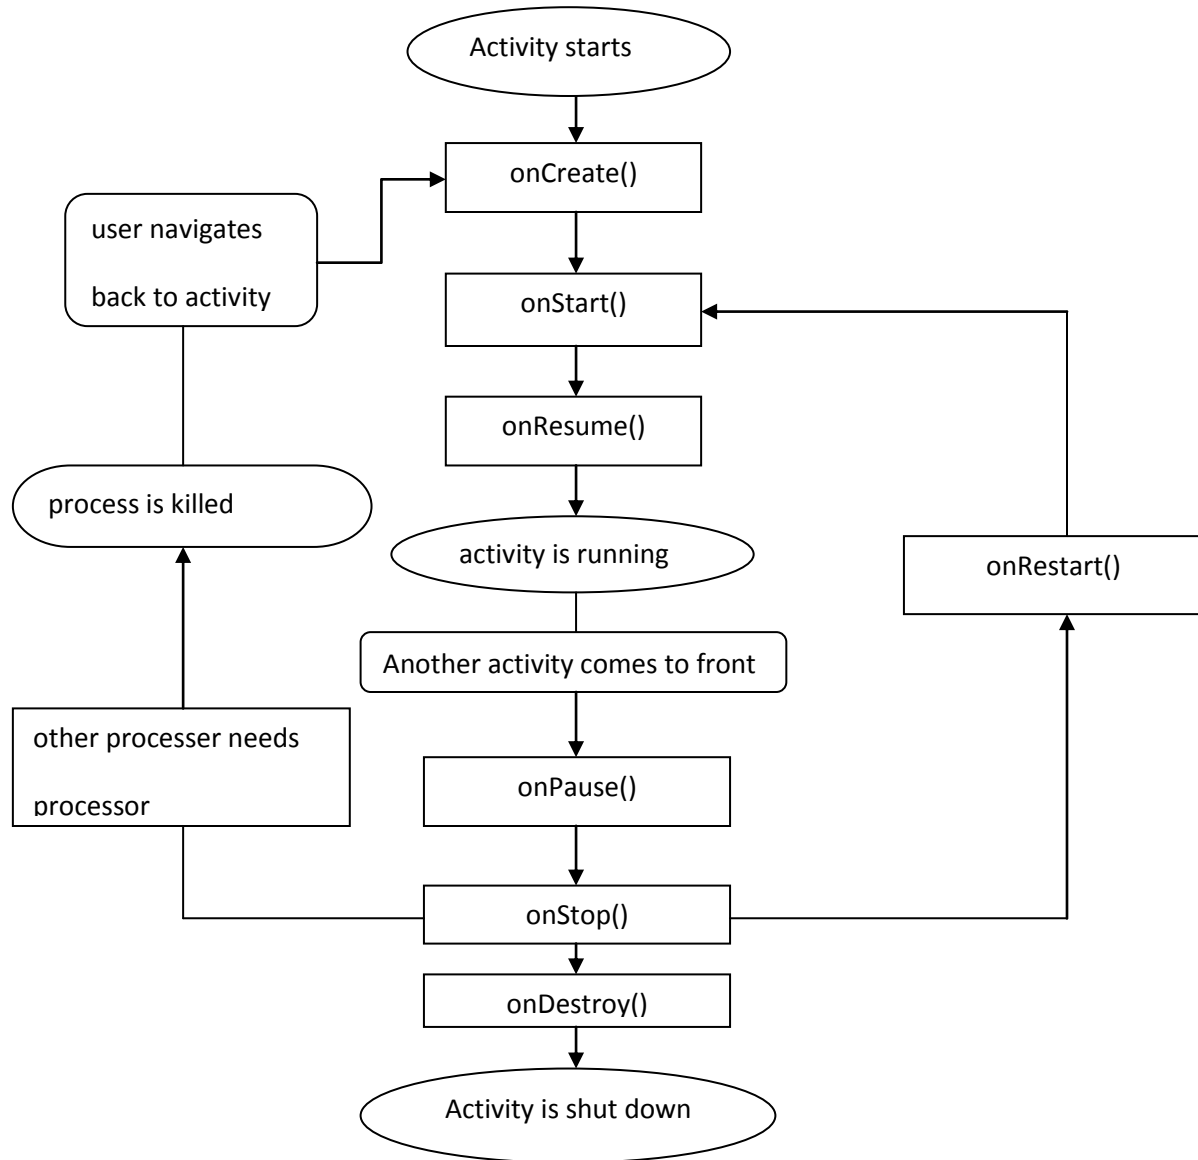 Activity starts
onCreate()
user navigates
back to activity
onStart()
onResume()
process is killed
activity is running
onRestart()
Another activity comes to front
other processer needs
processor
onPause()
onStop()
onDestroy()
Activity is shut down